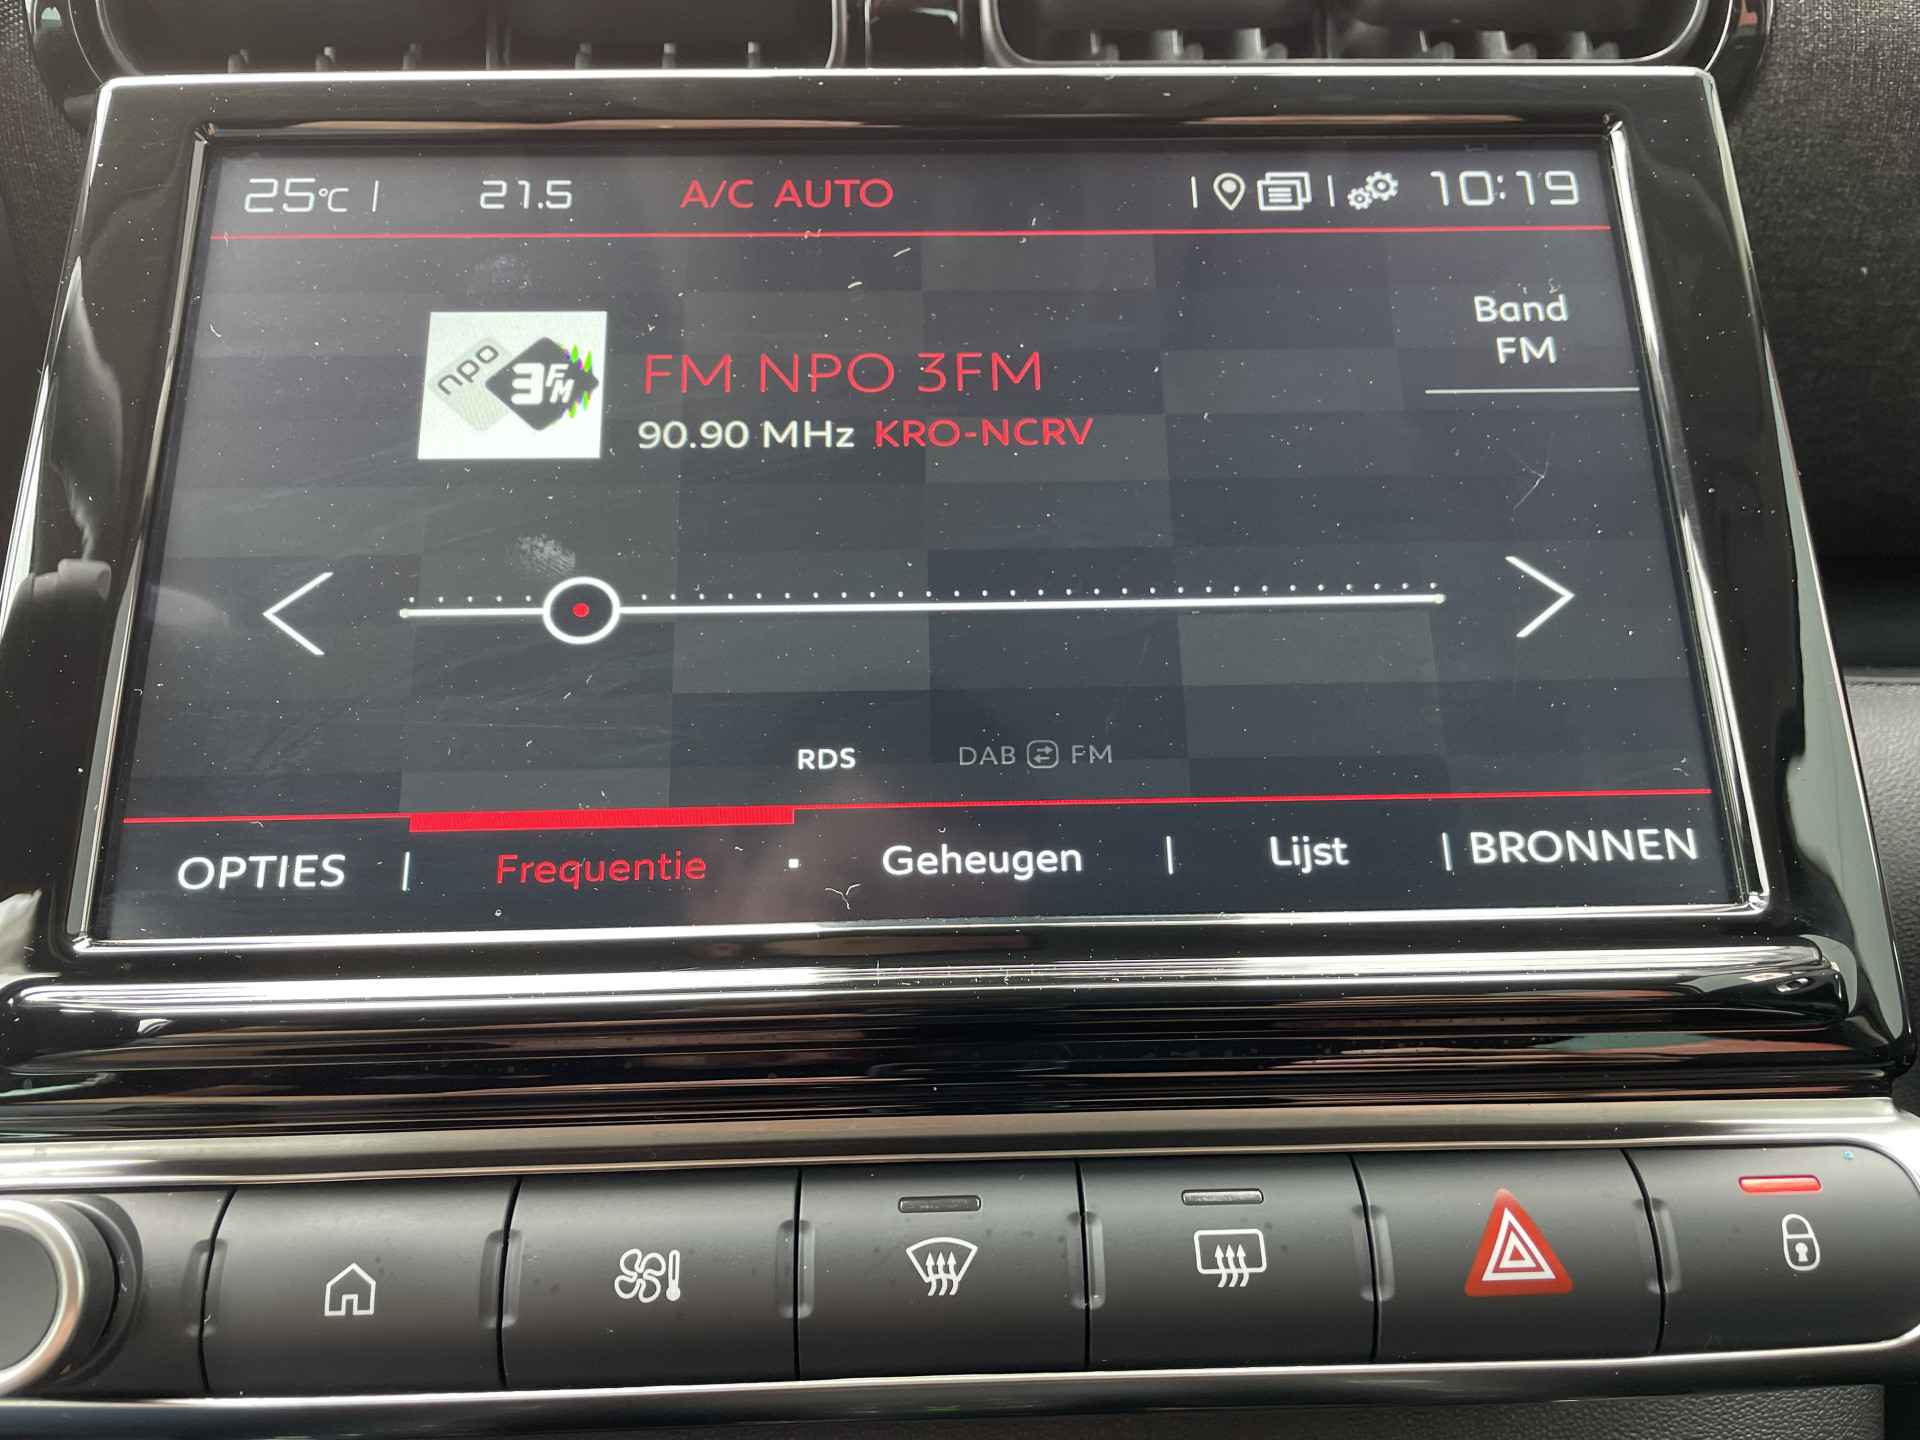 25°C | 21.5 A/C AUTO | | 10:19
Band
FM
npo 3FM
FM NPO 3FM
90.90 MHz KRO-NCRV
RDS DAB FM
OPTIES | Frequentie Geheugen | Lijst | BRONNEN